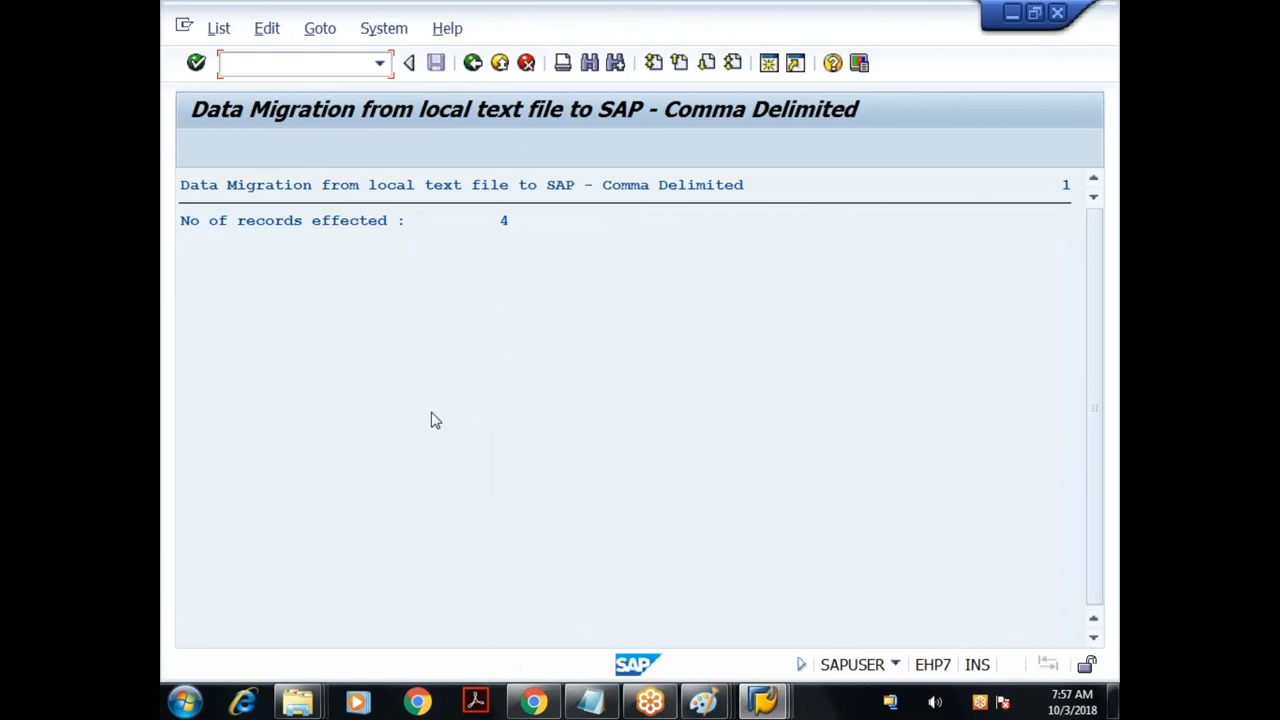 List Edit Goto System Help
Data Migration from local text file to SAP - Comma Delimited
Data Migration from local text file to SAP - Comma Delimited 1
No of records effected : 4
SAP SAPUSER EHP7 INS
7:57 AM
10/3/2018